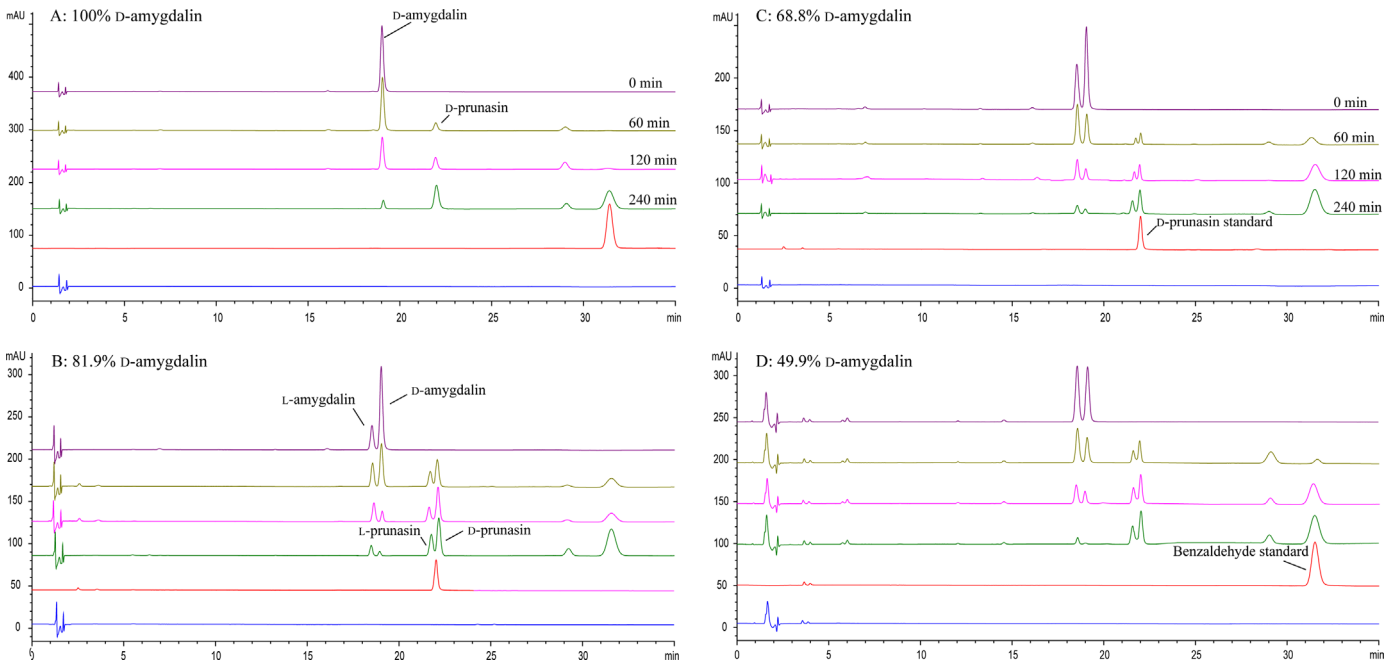 mAU
A: 100% D-amygdalin
D-amygdalin
400
0 min
D-prunasin
300
60 min
120 min
200
240 min
100
0
0 5 10 15 20 25 30 min
mAU
C: 68.8% D-amygdalin
200
0 min
150
60 min
120 min
100
240 min
D-prunasin standard
50
0
0 5 10 15 20 25 30 min
mAU
B: 81.9% D-amygdalin
300
L-amygdalin
D-amygdalin
250
200
150
L-prunasin
D-prunasin
100
50
0
0 5 10 15 20 25 30 min
mAU
D: 49.9% D-amygdalin
300
250
200
150
100
Benzaldehyde standard
50
0
0 5 10 15 20 25 30 min